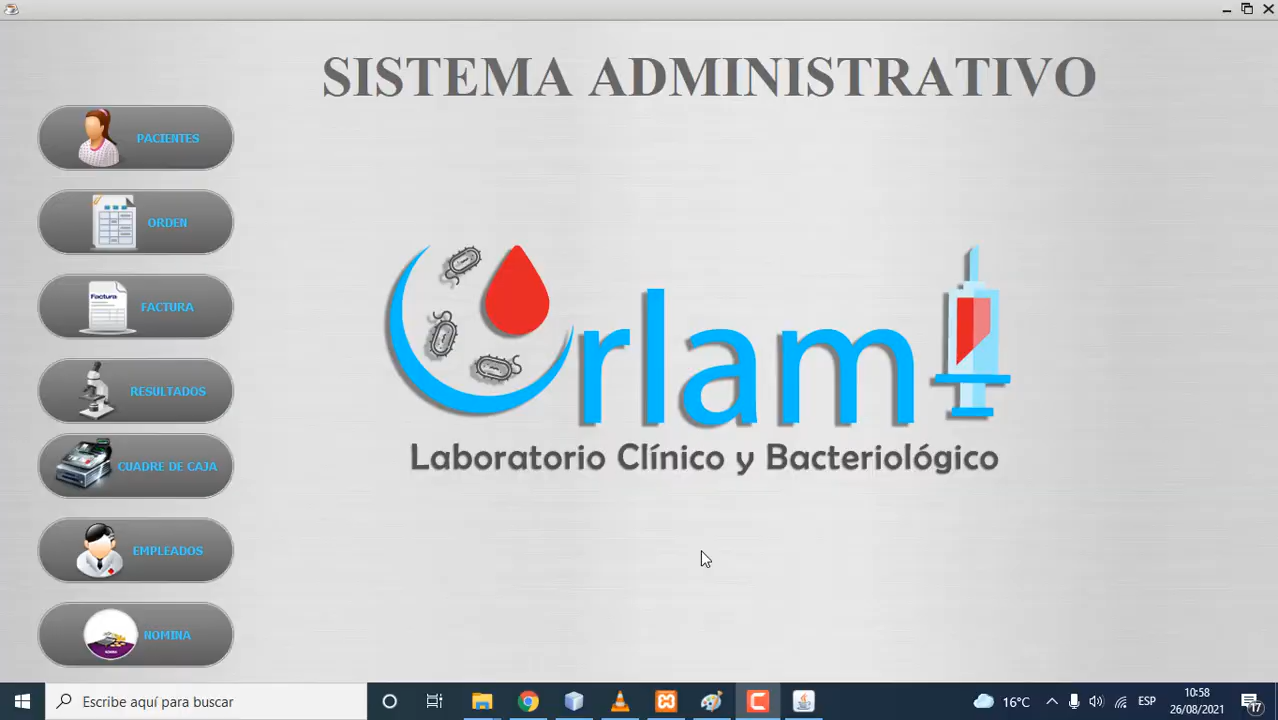 SISTEMA ADMINISTRATIVO
PACIENTES
ORDEN
Factura
FACTURA
RESULTADOS
CUADRE DE CAJA
EMPLEADOS
NOMINA
Orlam
Laboratorio Clínico y Bacteriológico
Escribe aquí para buscar
16°C
ESP
10:58
26/08/2021
17